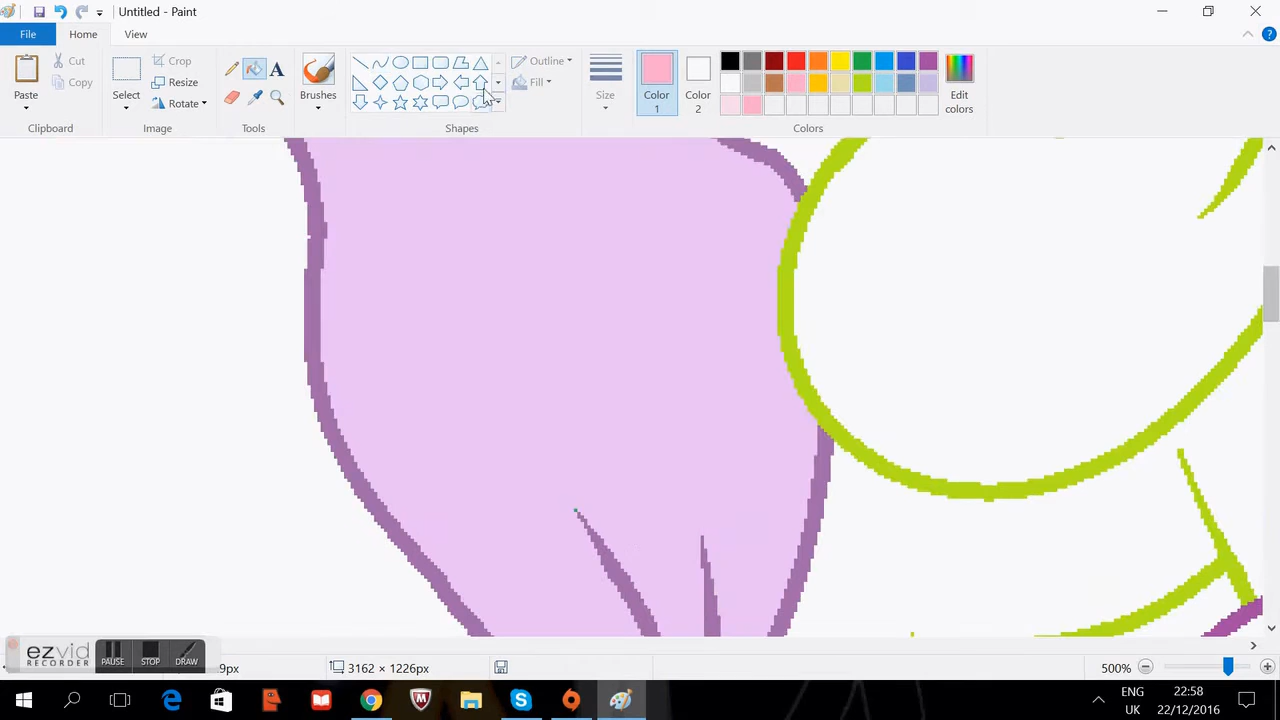 Untitled - Paint
File
Home
View
Paste
Cut
Copy
Clipboard
Select
Crop
Resize
Rotate
Image
A
Tools
Brushes
Outline
Fill
Shapes
Size
Color
1
Color
2
Edit
colors
Colors
ezvid
RECORDER
PAUSE
STOP
DRAW
9px
3162 × 1226px
500%
ENG
UK
22:58
22/12/2016